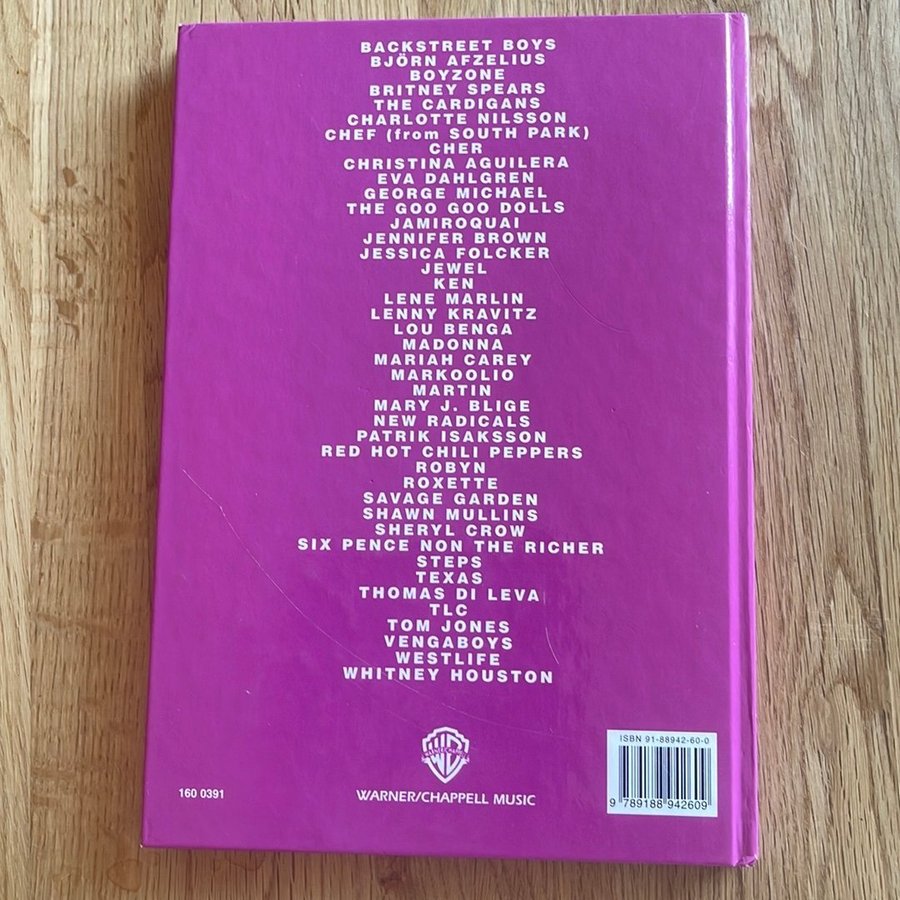 BACKSTREET BOYS
BJÖRN AFZELIUS
BOYZONE
BRITNEY SPEARS
THE CARDIGANS
CHARLOTTE NILSSON
CHEF (from SOUTH PARK)
CHER
CHRISTINA AGUILERA
EVA DAHLGREN
GEORGE MICHAEL
THE GOO GOO DOLLS
JAMIROQUAI
JENNIFER BROWN
JESSICA FOLCKER
JEWEL
KEN
LENE MARLIN
LENNY KRAVITZ
LOU BENGA
MADONNA
MARIAH CAREY
MARKOOLIO
MARTIN
MARY J. BLIGE
NEW RADICALS
PATRIK ISAKSSON
RED HOT CHILI PEPPERS
ROBYN
ROXETTE
SAVAGE GARDEN
SHAWN MULLINS
SHERYL CROW
SIX PENCE NON THE RICHER
STEPS
TEXAS
THOMAS DI LEVA
TLC
TOM JONES
VENGABOYS
WESTLIFE
WHITNEY HOUSTON
WB
WARNER/CHAPPELL MUSIC
160 0391
ISBN 91-88942-60-0
9 789188 942609